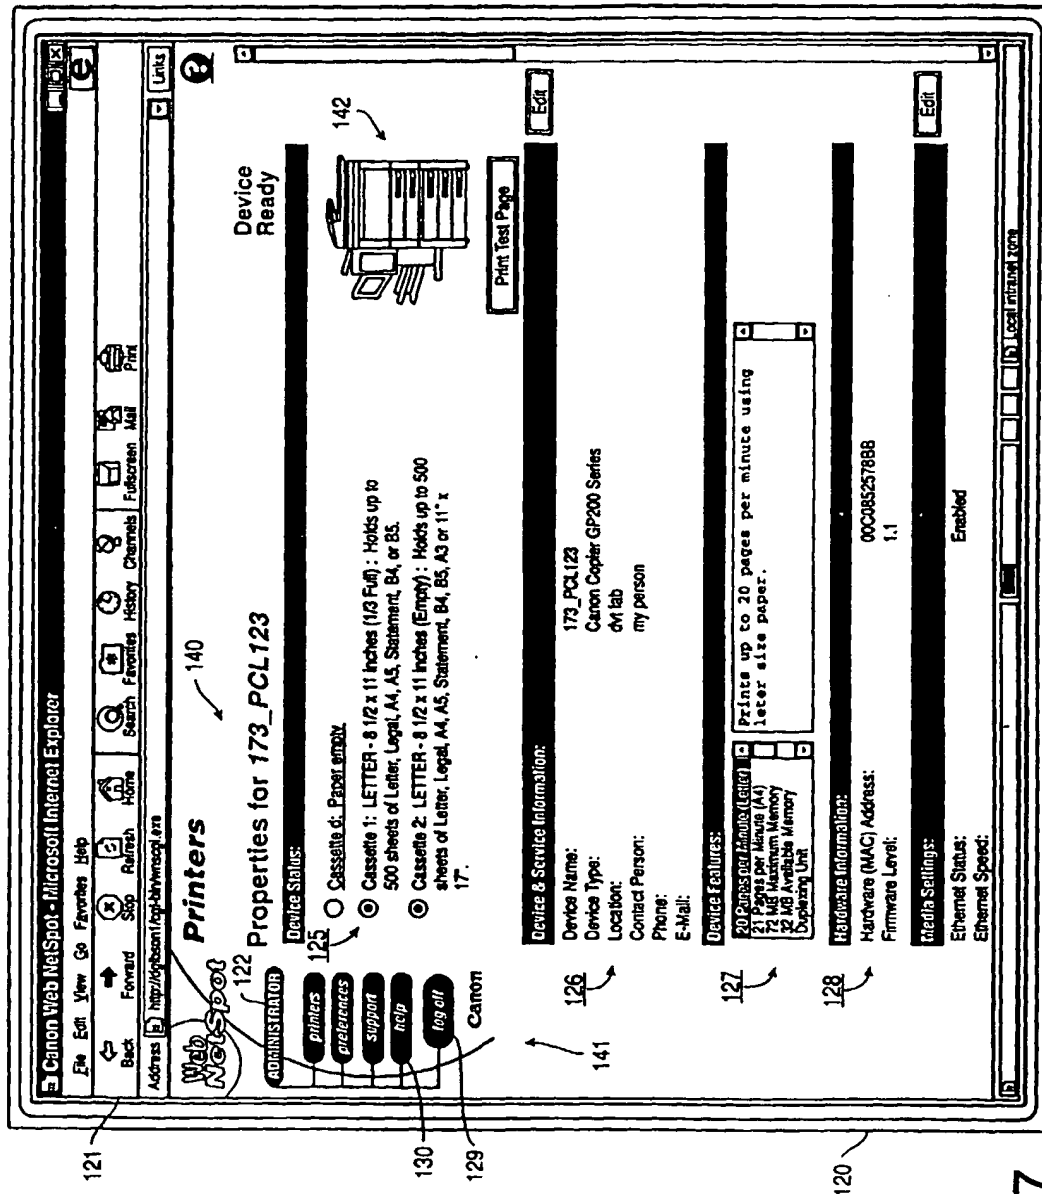 Canon Web NetSpot - Microsoft Internet Explorer
File Edit View Go Favorites Help
Back Forward Stop Refresh Home Search Favorites History Channels Fullscreen Mail Print
Address Links
Web
NetSpot
Printers
140
Properties for 173_PCL123
Device
Ready
122
ADMINISTRATOR
printers
preferences
support
help
log off
Canon
141
121
130
129
120
Device Status:
125
Cassette d: Paper empty
Cassette 1: LETTER - 8 1/2 x 11 inches (1/3 Full) : Holds up to
500 sheets of Letter, Legal, A4, A5, Statement, B4, or B5.
Cassette 2: LETTER - 8 1/2 x 11 inches (Empty) : Holds up to 500
sheets of Letter, Legal, A4, A5, Statement, B4, B5, A3 or 11" x
17".
142
Print Test Page
Device & Service Information:
Edit
126
Device Name: 173_PCL123
Device Type: Canon Copier GP200 Series
Location: dvt lab
Contact Person: my person
Phone:
E-Mail:
Device Features:
127
20 Pages per Minute (Letter)
21 Pages per Minute (A4)
72 MB Maximum Memory
32 MB Available Memory
Duplexing Unit
Prints up to 20 pages per minute using
letter size paper.
Hardware Information:
128
Hardware (MAC) Address: 00C0852578BB
Firmware Level: 1.1
Media Settings:
Edit
Ethernet Status: Enabled
Ethernet Speed:
Local intranet zone
7